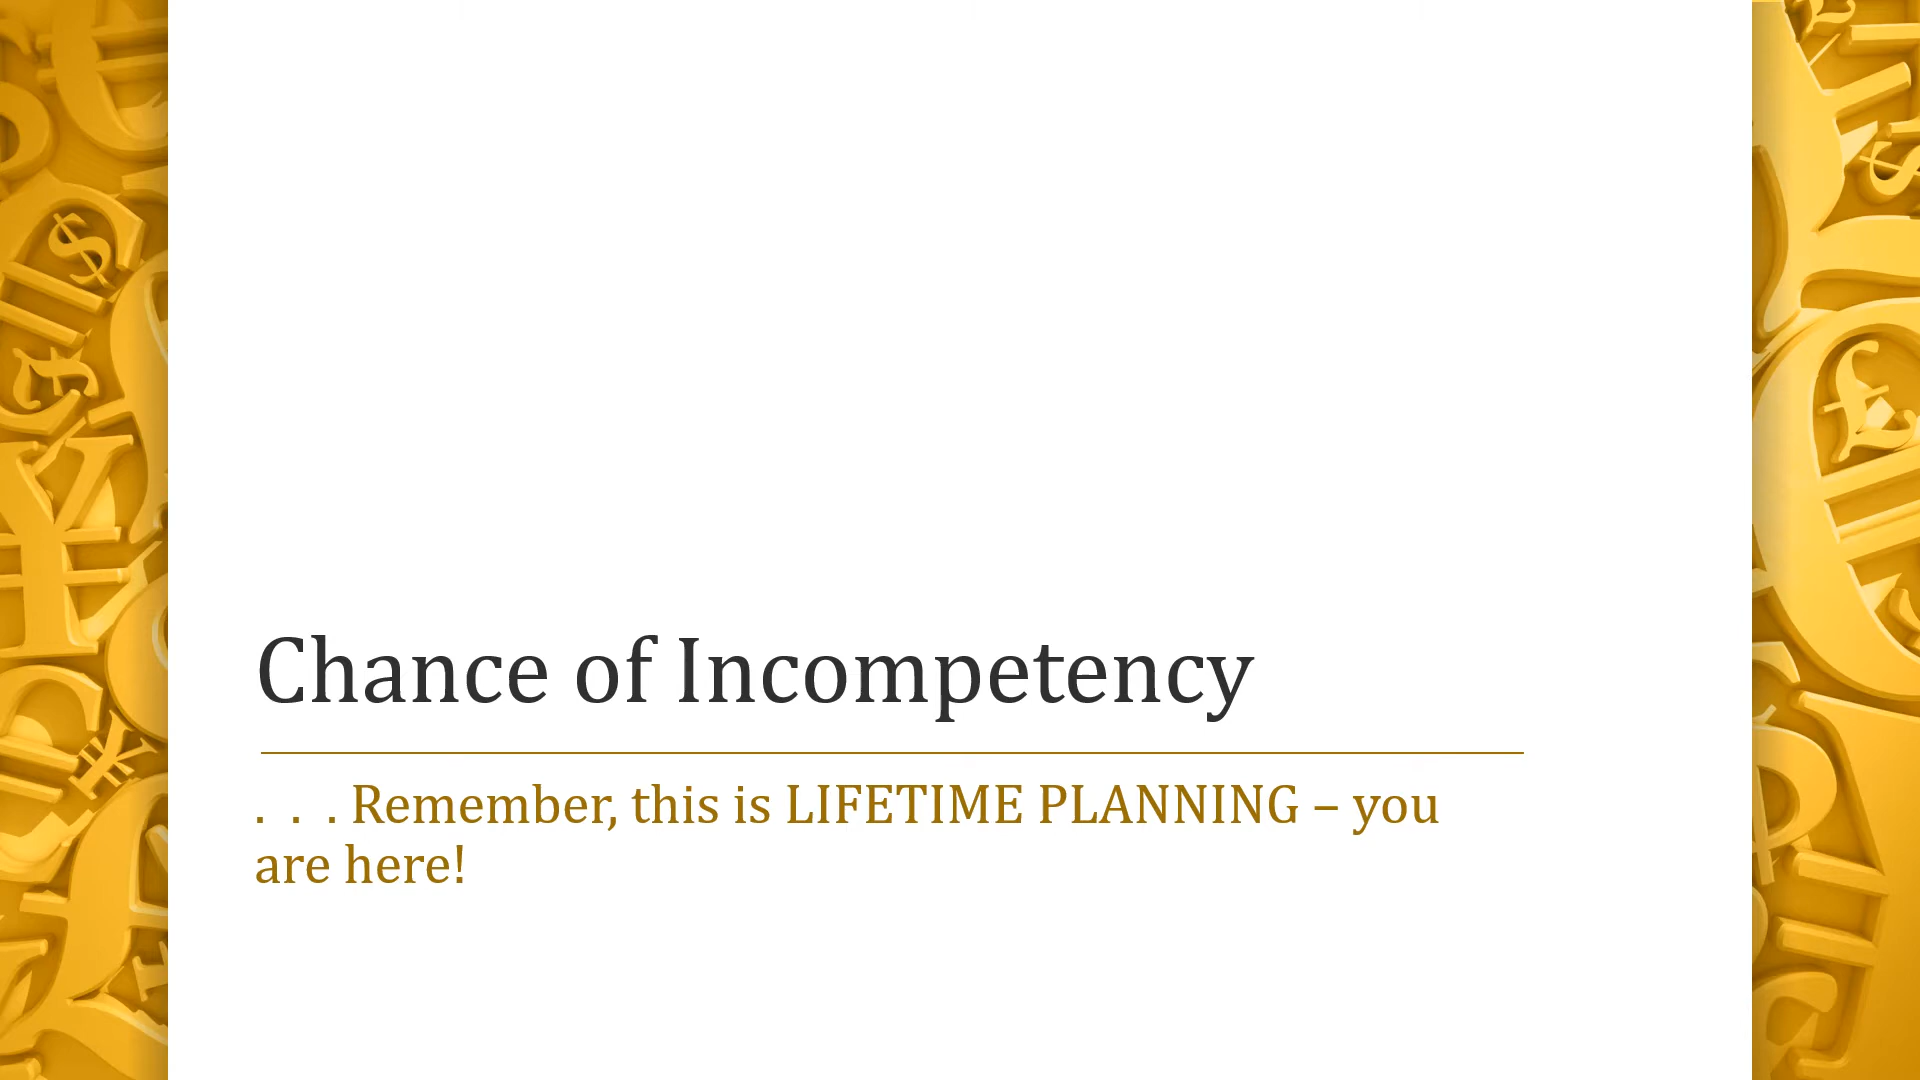 Chance of Incompetency
. . . Remember, this is LIFETIME PLANNING – you
are here!